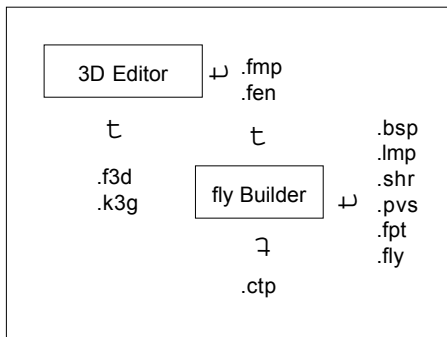 3D Editor
.fmp
.fen
.f3d
.k3g
fly Builder
.bsp
.lmp
.shr
.pvs
.fpt
.fly
.ctp